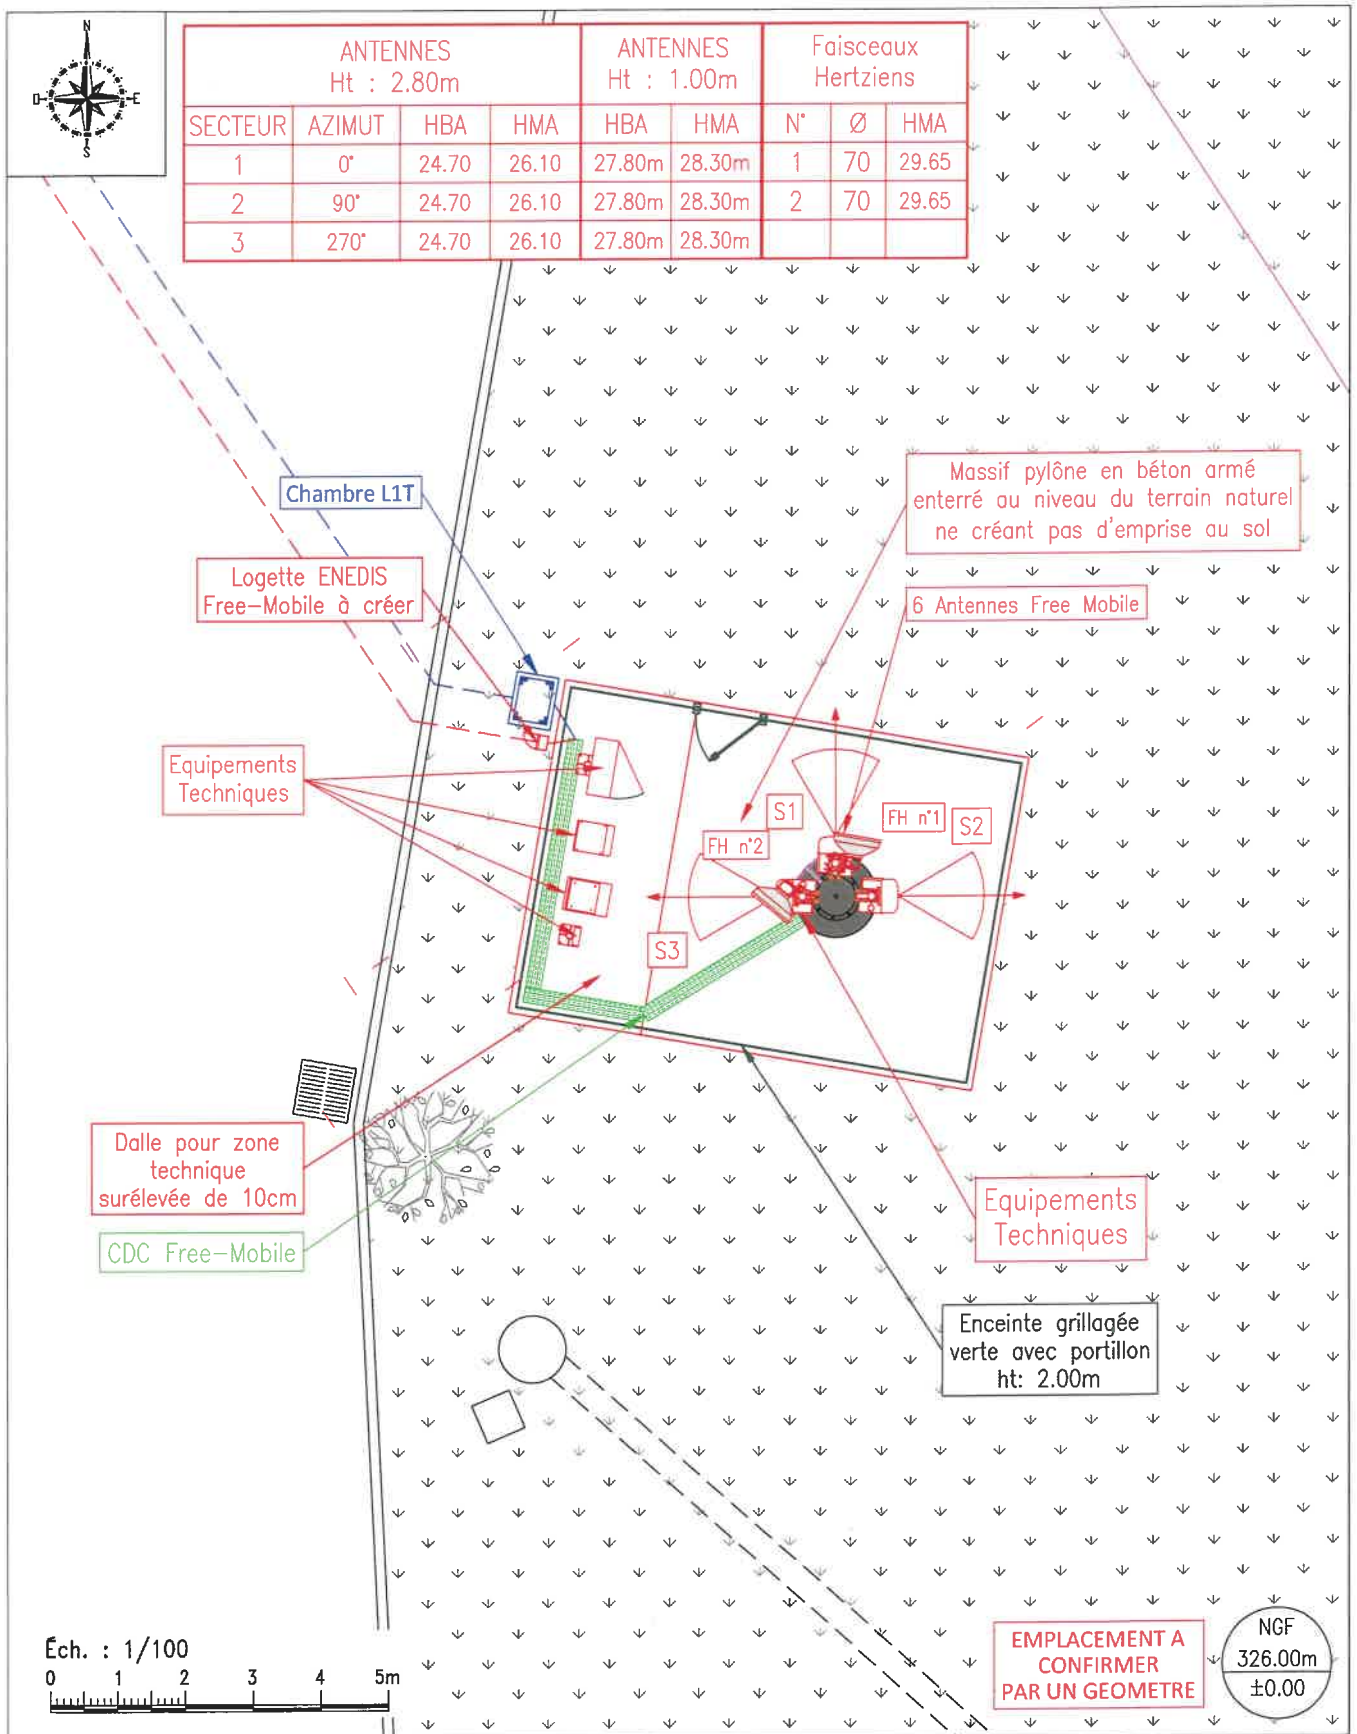 N
O E
S
ANTENNES
Ht : 2.80m
ANTENNES
Ht : 1.00m
Faisceaux
Hertziens
SECTEUR AZIMUT HBA HMA HBA HMA N° Ø HMA
1 0° 24.70 26.10 27.80m 28.30m 1 70 29.65
2 90° 24.70 26.10 27.80m 28.30m 2 70 29.65
3 270° 24.70 26.10 27.80m 28.30m
Chambre L1T
Massif pylône en béton armé
enterré au niveau du terrain naturel
ne créant pas d'emprise au sol
Logette ENEDIS
Free-Mobile à créer
6 Antennes Free Mobile
Equipements
Techniques
S1
FH n°1
S2
FH n°2
S3
Dalle pour zone
technique
surélevée de 10cm
CDC Free-Mobile
Equipements
Techniques
Enceinte grillagée
verte avec portillon
ht: 2.00m
Éch. : 1/100
0 1 2 3 4 5m
EMPLACEMENT A
CONFIRMER
PAR UN GEOMETRE
NGF
326.00m
±0.00